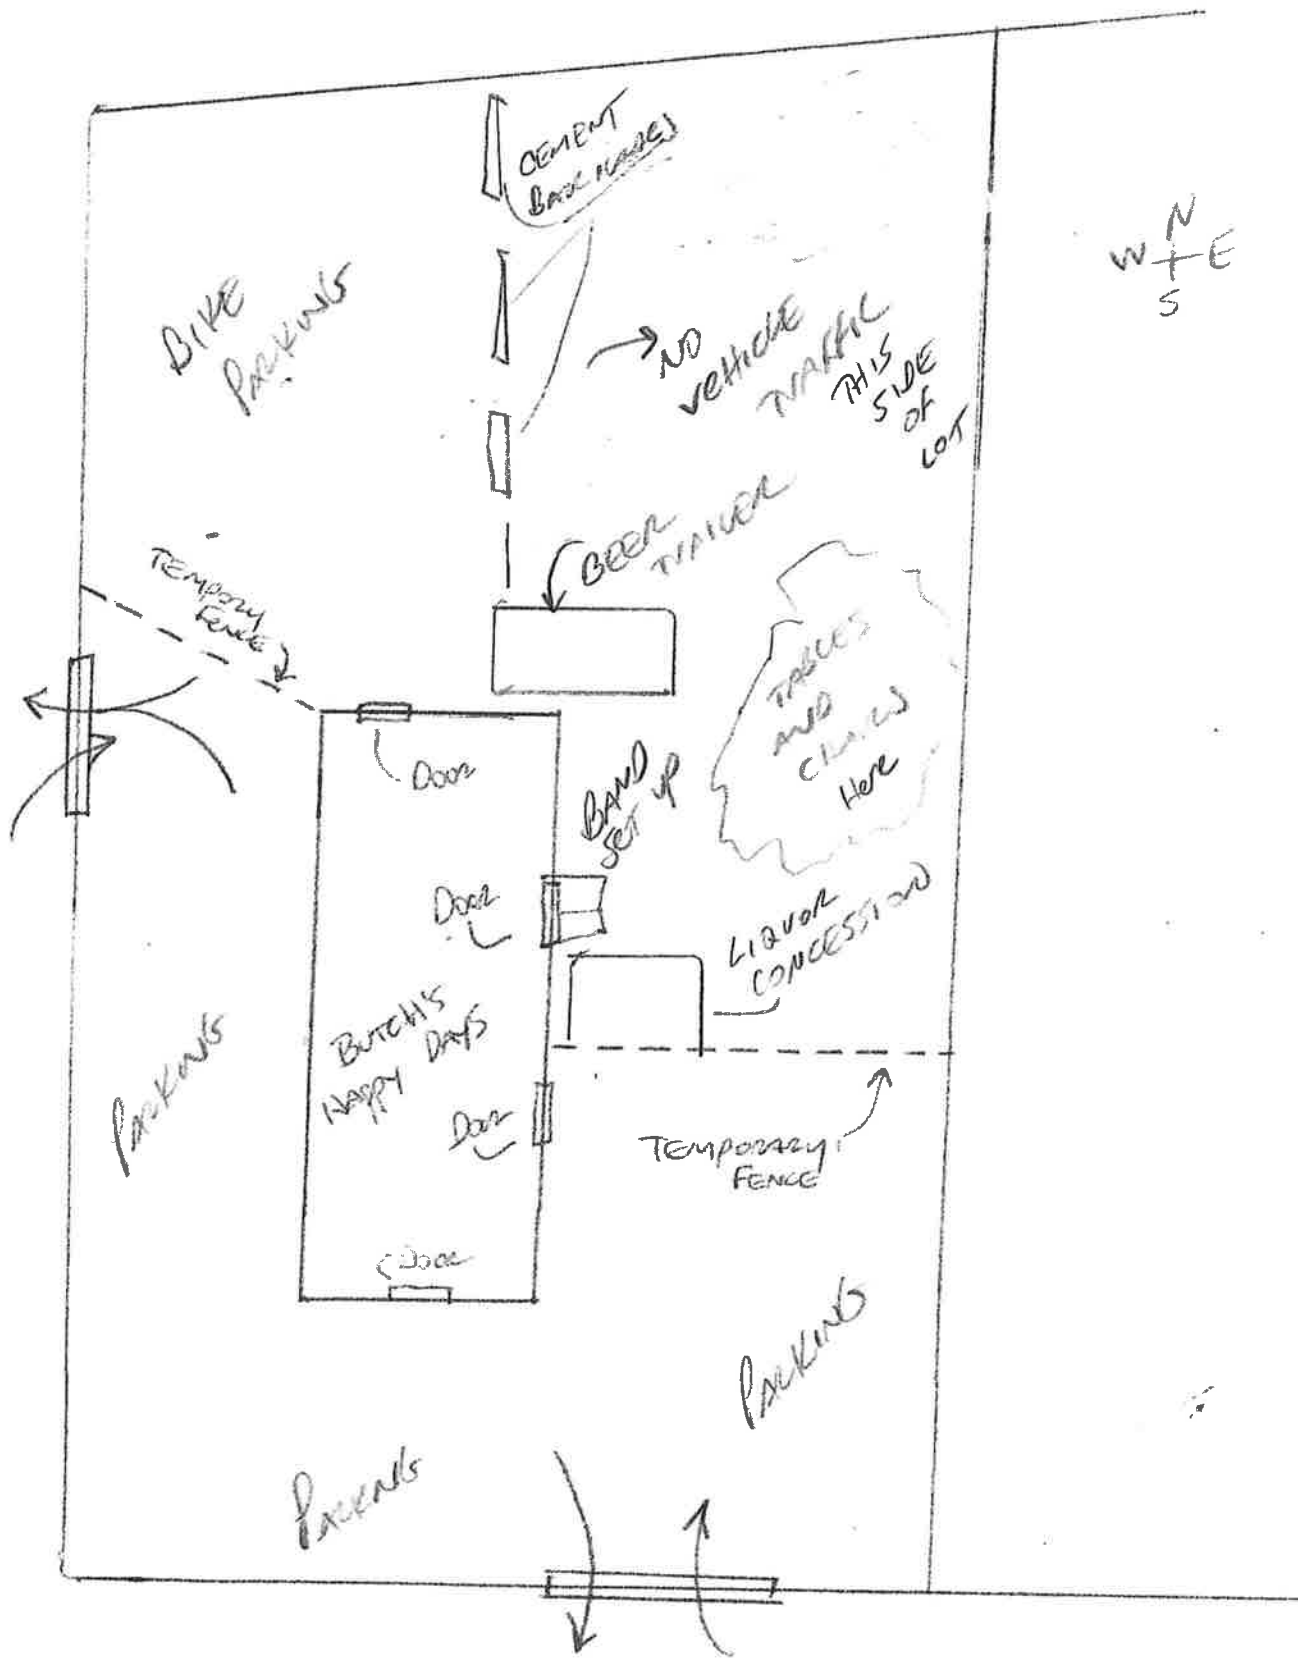 CEMENT
BARRICADES
N
W E
S
BIKE
PARKING
NO
VEHICLE
TRAFFIC
THIS
SIDE
OF
LOT
BEER
TRAILER
TEMPORY
FENCE
TABLES
AND
CHAIRS
Here
DOOR
BAND
SET UP
DOOR
LIQUOR
CONCESSION
BUTCH'S
HAPPY DAYS
PARKING
DOOR
TEMPORARY
FENCE
DOOR
PARKING
PARKING